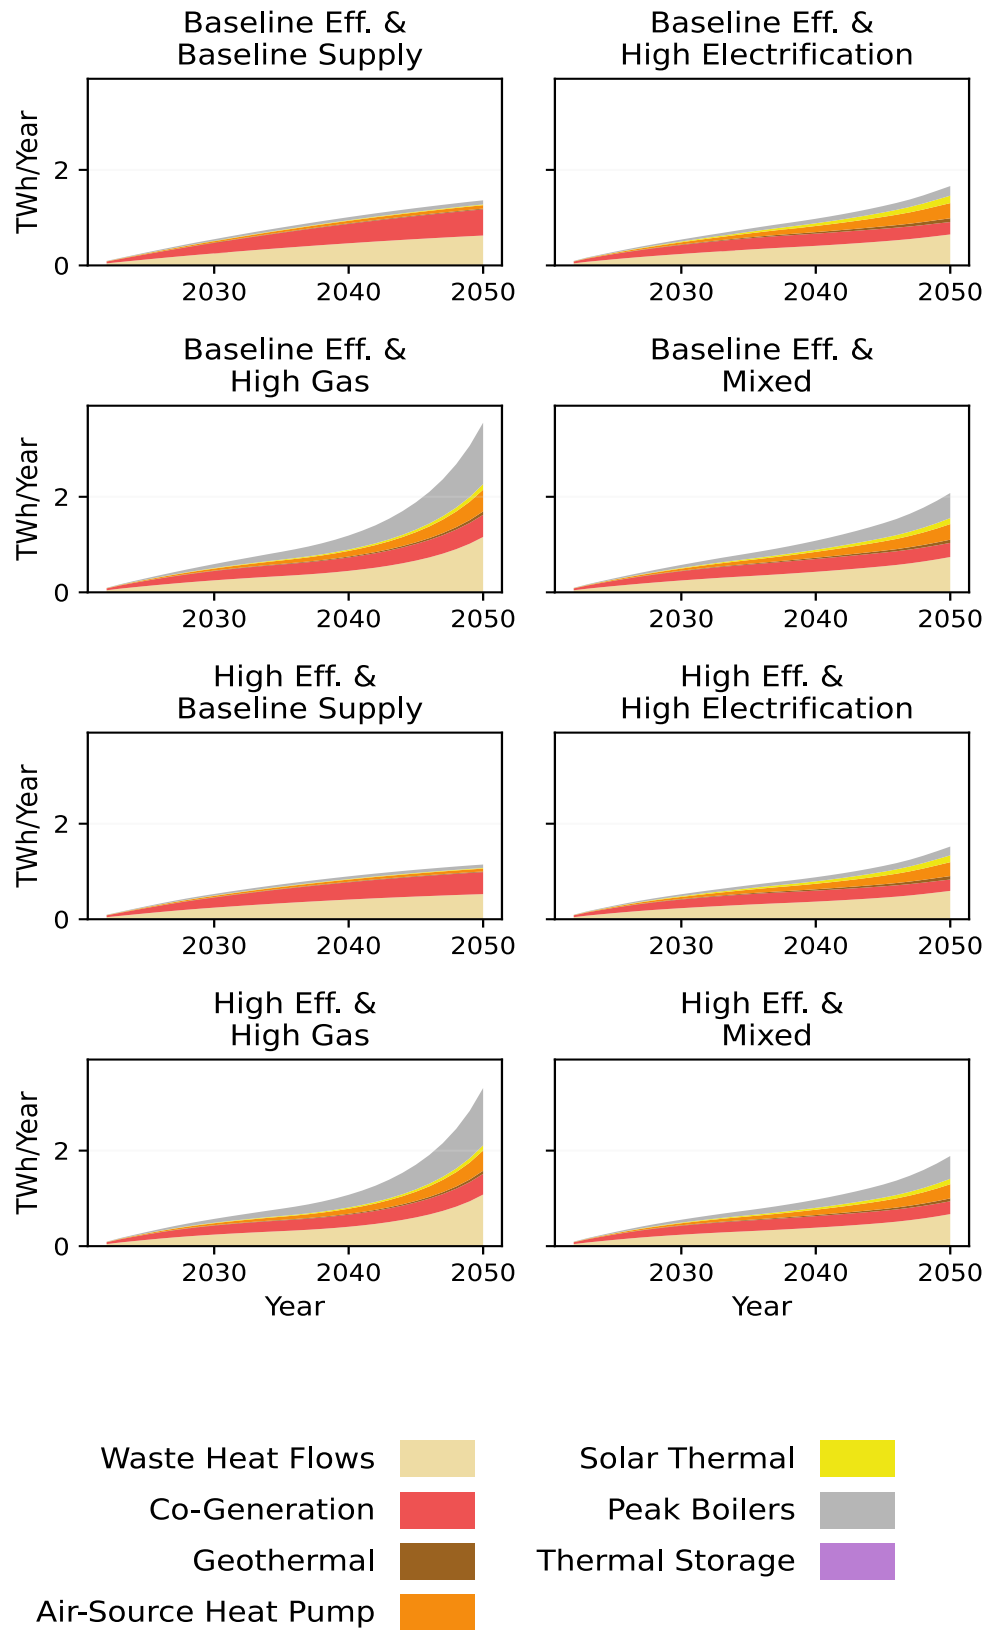 Baseline Eff. &
Baseline Supply
Baseline Eff. &
High Electrification
TWh/Year
2
0
2030
2040
2050
2030
2040
2050
Baseline Eff. &
High Gas
Baseline Eff. &
Mixed
TWh/Year
2
0
2030
2040
2050
2030
2040
2050
High Eff. &
Baseline Supply
High Eff. &
High Electrification
TWh/Year
2
0
2030
2040
2050
2030
2040
2050
High Eff. &
High Gas
High Eff. &
Mixed
TWh/Year
2
0
2030
2040
2050
Year
2030
2040
2050
Year
Waste Heat Flows
Co-Generation
Geothermal
Air-Source Heat Pump
Solar Thermal
Peak Boilers
Thermal Storage